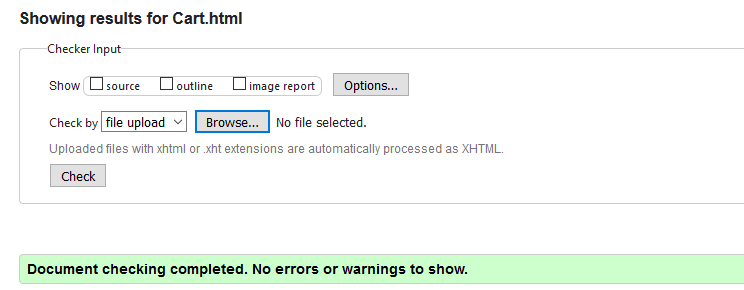 Showing results for Cart.html
Checker Input
Show source outline image report Options...
Check by file upload Browse... No file selected.
Uploaded files with xhtml or .xht extensions are automatically processed as XHTML.
Check
Document checking completed. No errors or warnings to show.